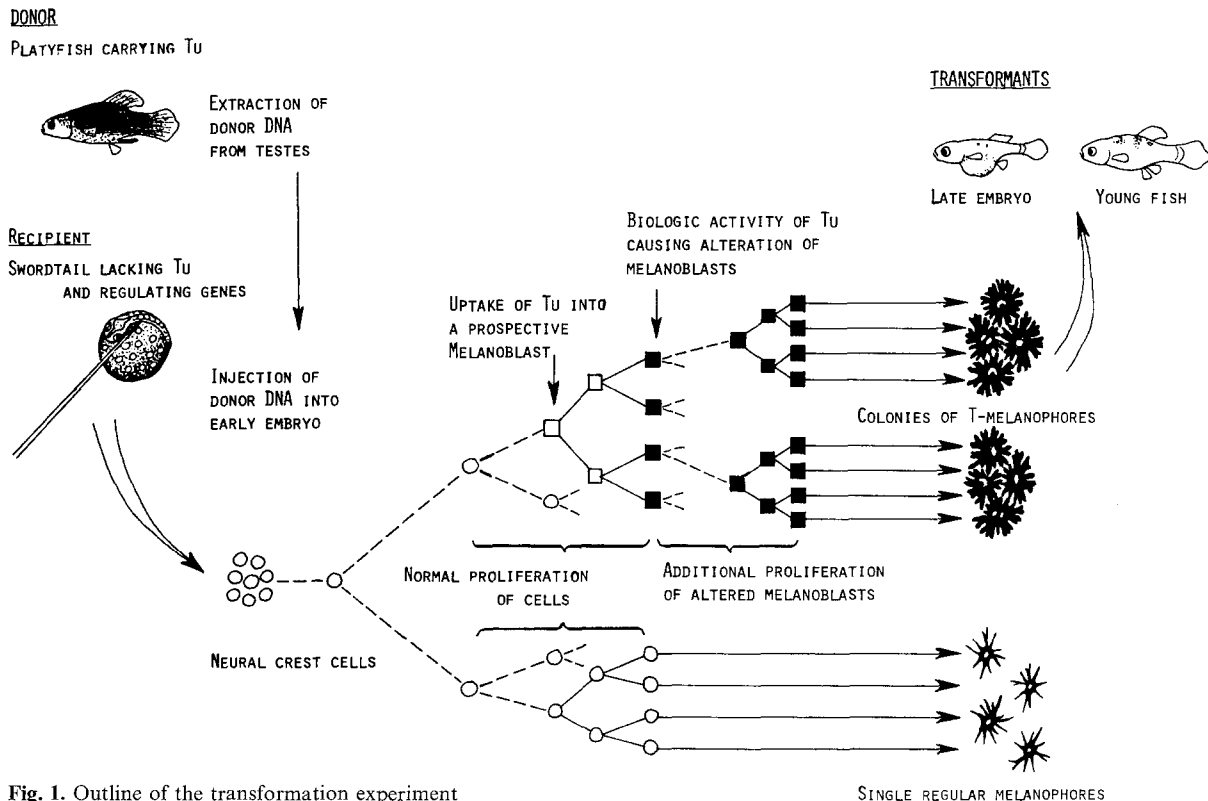 DONOR
PLATYFISH CARRYING TU
EXTRACTION OF
DONOR DNA
FROM TESTES
RECIPIENT
SWORDTAIL LACKING TU
AND REGULATING GENES
INJECTION OF
DONOR DNA INTO
EARLY EMBRYO
NEURAL CREST CELLS
UPTAKE OF TU INTO
A PROSPECTIVE
MELANOBLAST
BIOLOGIC ACTIVITY OF TU
CAUSING ALTERATION OF
MELANOBLASTS
NORMAL PROLIFERATION
OF CELLS
ADDITIONAL PROLIFERATION
OF ALTERED MELANOBLASTS
TRANSFORMANTS
LATE EMBRYO
YOUNG FISH
COLONIES OF T-MELANOPHORES
SINGLE REGULAR MELANOPHORES
Fig. 1. Outline of the transformation experiment